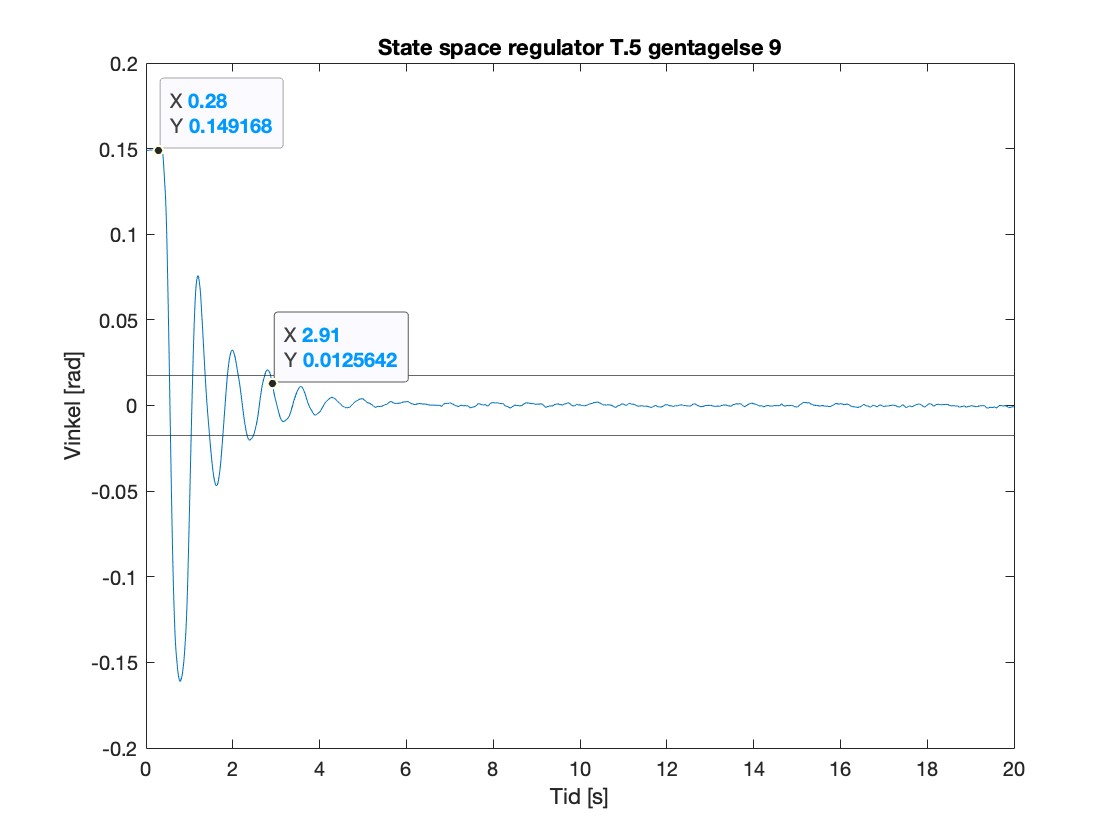 State space regulator T.5 gentagelse 9
0.2
0.15
0.1
0.05
0
-0.05
-0.1
-0.15
-0.2
Vinkel [rad]
X 0.28
Y 0.149168
X 2.91
Y 0.0125642
0 2 4 6 8 10 12 14 16 18 20
Tid [s]